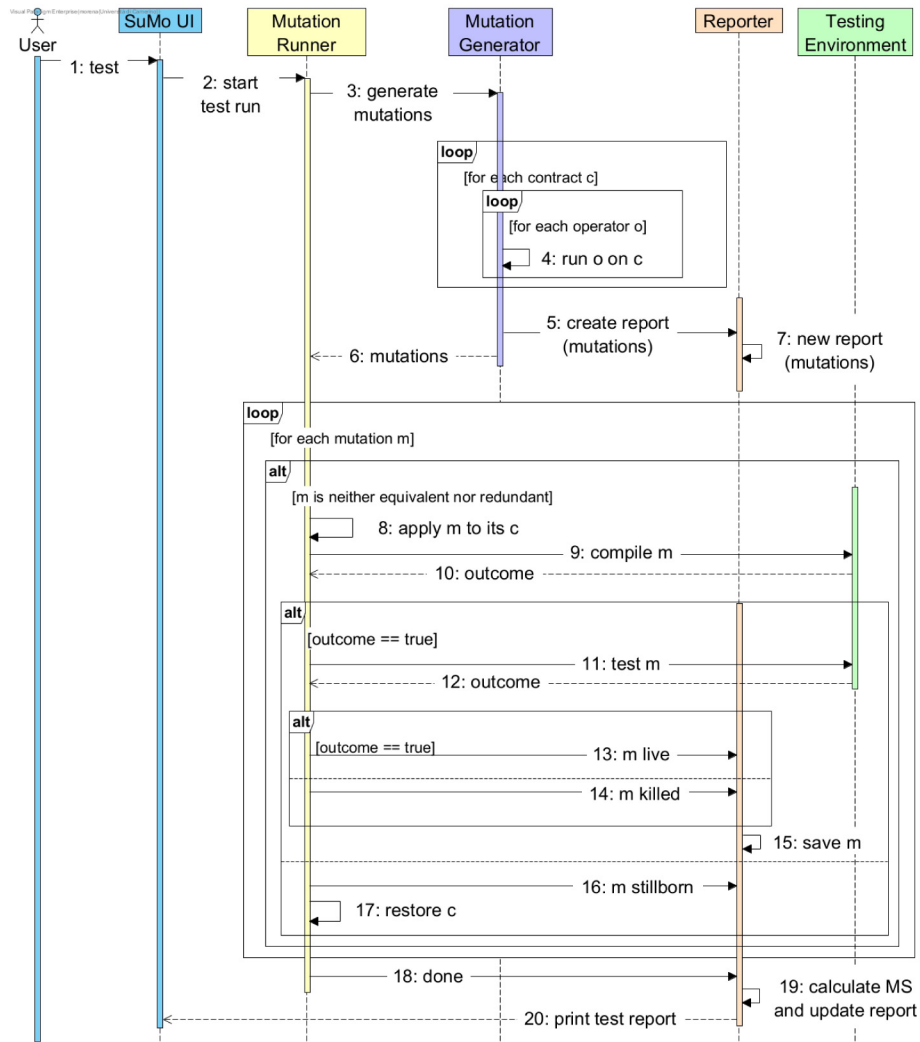 SuMo UI
Mutation
Runner
Mutation
Generator
Reporter
Testing
Environment
User
1: test
2: start
test run
3: generate
mutations
loop
[for each contract c]
loop
[for each operator o]
4: run o on c
5: create report
(mutations)
6: mutations
7: new report
(mutations)
loop
[for each mutation m]
alt
[m is neither equivalent nor redundant]
8: apply m to its c
9: compile m
10: outcome
alt
[outcome == true]
11: test m
12: outcome
alt
[outcome == true]
13: m live
14: m killed
15: save m
16: m stillborn
17: restore c
18: done
19: calculate MS
and update report
20: print test report